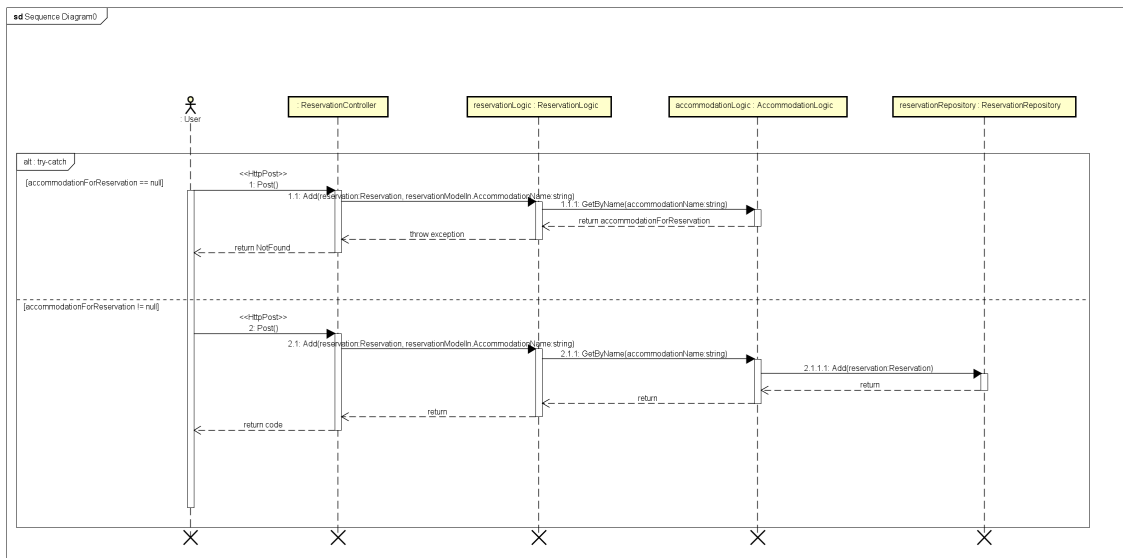 sd Sequence Diagram0
: User
: ReservationController
reservationLogic : ReservationLogic
accommodationLogic : AccommodationLogic
reservationRepository : ReservationRepository
alt : try-catch
[accommodationForReservation == null]
<<HttpPost>>
1: Post()
1.1: Add(reservation:Reservation, reservationModelIn.AccommodationName:string)
1.1.1: GetByName(accommodationName:string)
return accommodationForReservation
throw exception
return NotFound
[accommodationForReservation != null]
<<HttpPost>>
2: Post()
2.1: Add(reservation:Reservation, reservationModelIn.AccommodationName:string)
2.1.1: GetByName(accommodationName:string)
2.1.1.1: Add(reservation:Reservation)
return
return
return
return code